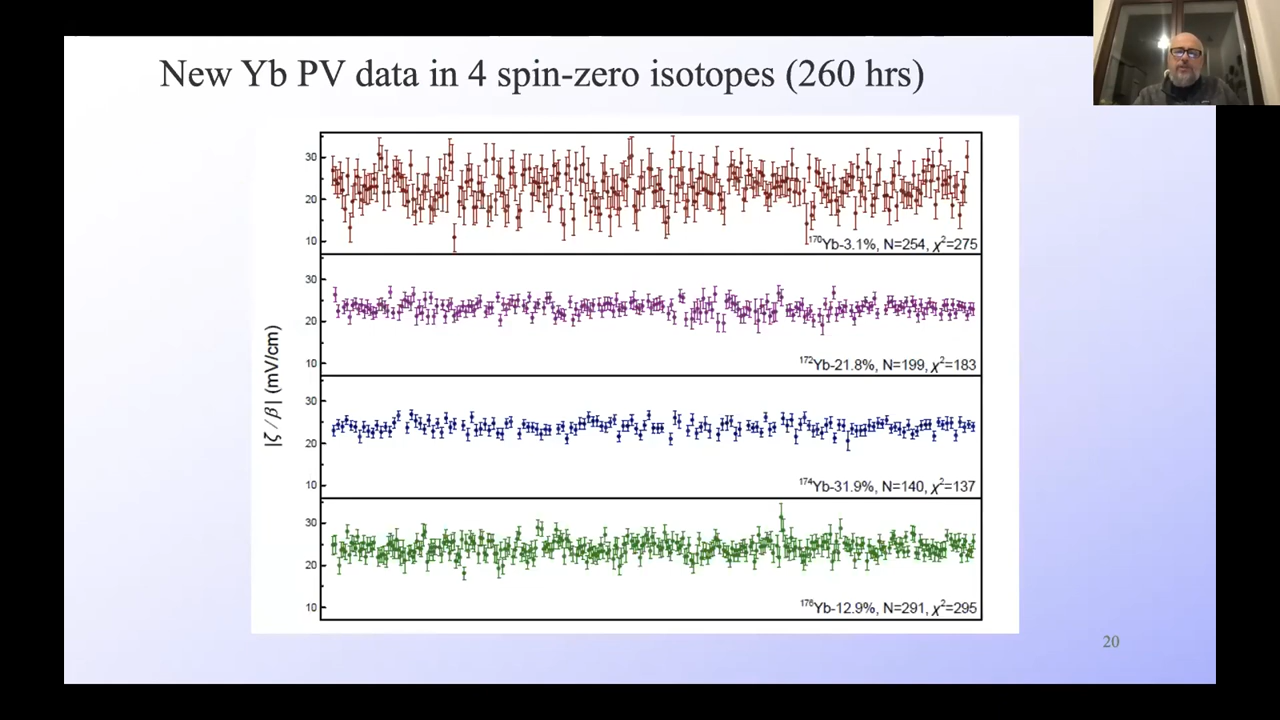 New Yb PV data in 4 spin-zero isotopes (260 hrs)
|ζ / β| (mV/cm)
30
20
10
¹⁷⁰Yb-3.1%, N=254, χ²=275
30
20
10
¹⁷²Yb-21.8%, N=199, χ²=183
30
20
10
¹⁷⁴Yb-31.9%, N=140, χ²=137
30
20
10
¹⁷⁶Yb-12.9%, N=291, χ²=295
20